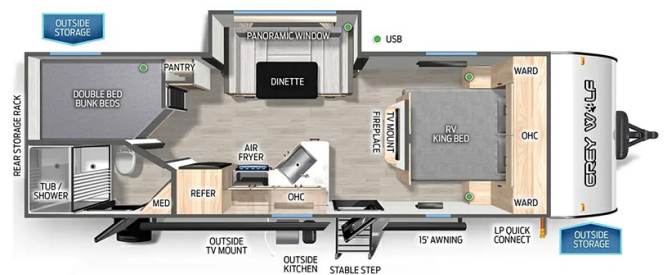 OUTSIDE
STORAGE
PANORAMIC WINDOW
USB
PANTRY
DINETTE
WARD
DOUBLE BED
BUNK BEDS
REAR STORAGE RACK
TV MOUNT
FIREPLACE
RV
KING BED
OHC
GREY WOLF
AIR
FRYER
TUB /
SHOWER
MED
REFER
OHC
WARD
OUTSIDE
TV MOUNT
OUTSIDE
KITCHEN
STABLE STEP
15' AWNING
LP QUICK
CONNECT
OUTSIDE
STORAGE